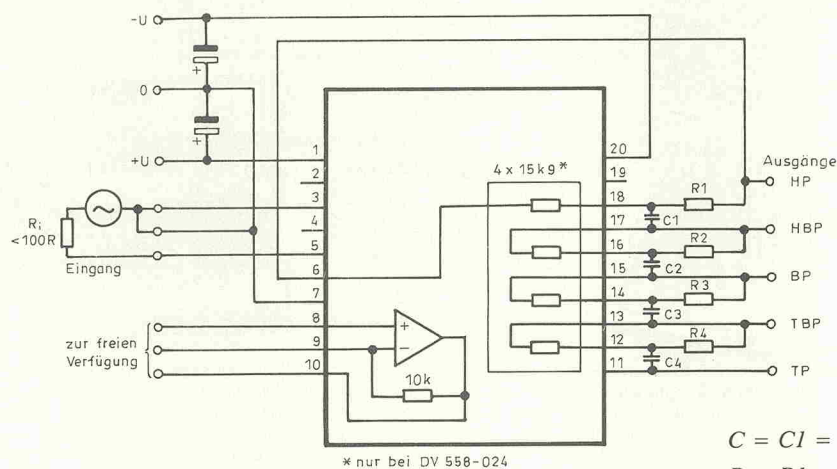 -U
0
+U
1
2
3
4
5
6
7
8
9
10
Ri
<100R
Eingang
zur freien
Verfügung
+
−
10k
4 x 15k9*
20
19
18
17
16
15
14
13
12
11
R1
C1
R2
C2
R3
C3
R4
C4
Ausgänge
HP
HBP
BP
TBP
TP
+
+
* nur bei DV 558-024
C = C1 =